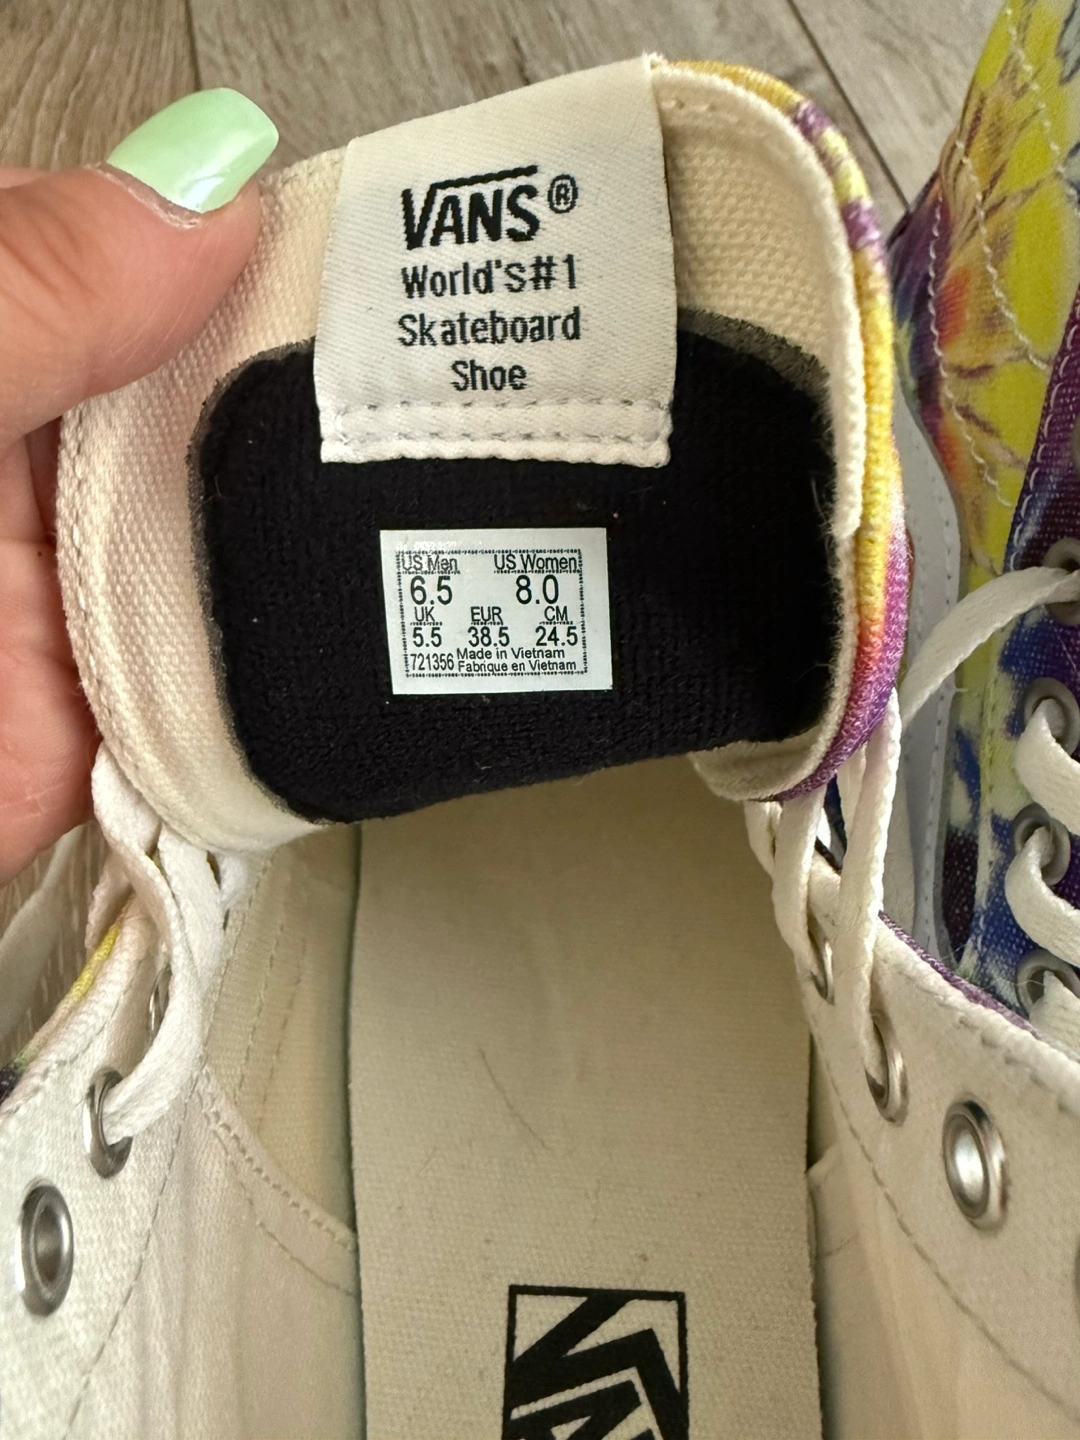 VANS®
World's#1
Skateboard
Shoe
US Men US Women
6.5 8.0
UK EUR CM
5.5 38.5 24.5
721356 Made in Vietnam
Fabrique en Vietnam